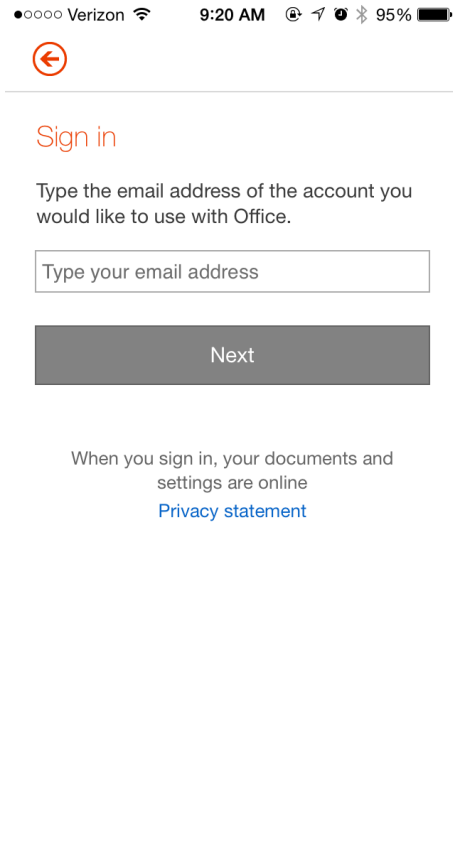 Verizon 9:20 AM 95%
Sign in
Type the email address of the account you
would like to use with Office.
Type your email address
Next
When you sign in, your documents and
settings are online
Privacy statement